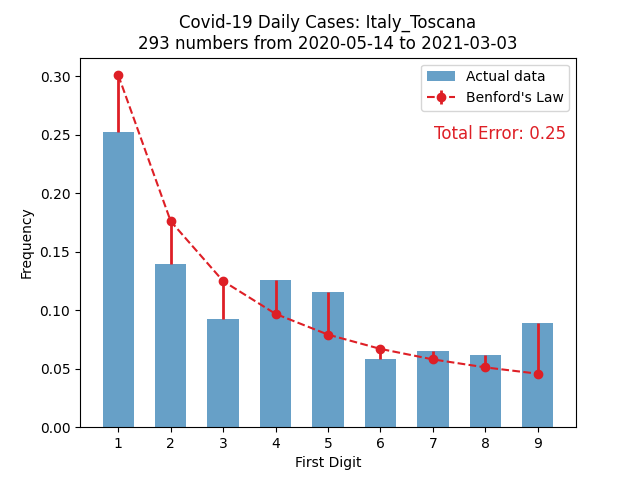 Covid-19 Daily Cases: Italy_Toscana
293 numbers from 2020-05-14 to 2021-03-03
Actual data
Benford's Law
Total Error: 0.25
Frequency
0.30
0.25
0.20
0.15
0.10
0.05
0.00
1 2 3 4 5 6 7 8 9
First Digit